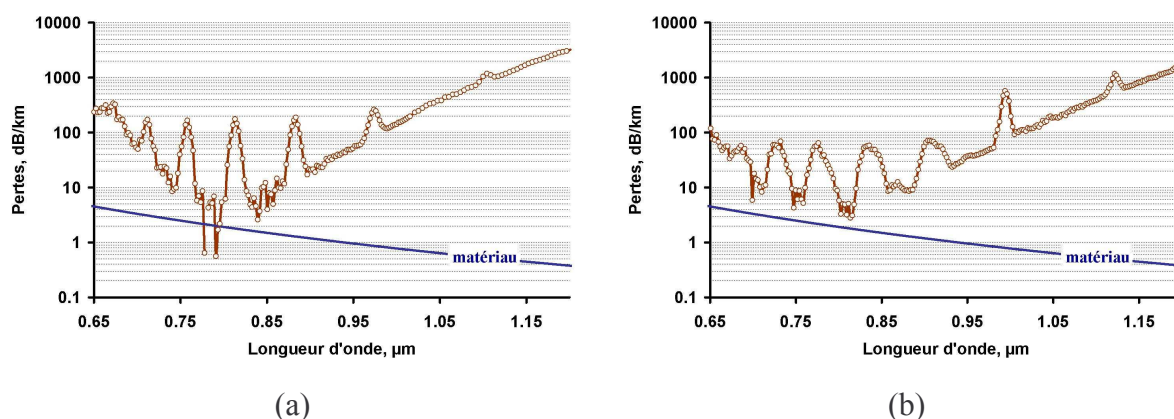 10000
1000
100
10
1
0.1
Pertes, dB/km
matériau
0.65 0.75 0.85 0.95 1.05 1.15
Longueur d'onde, µm
(a)
10000
1000
100
10
1
0.1
Pertes, dB/km
matériau
0.65 0.75 0.85 0.95 1.05 1.15
Longueur d'onde, µm
(b)